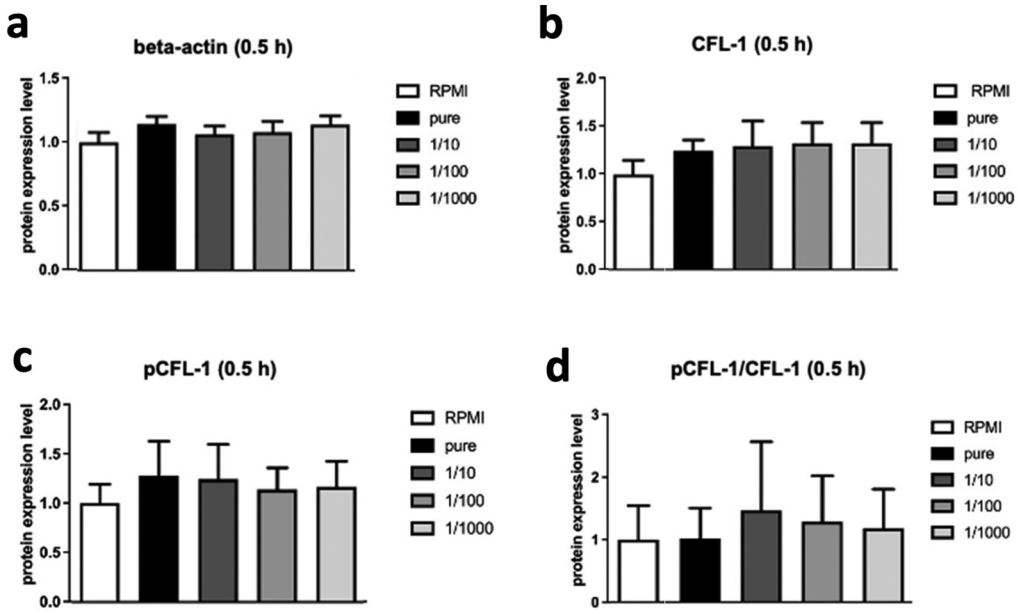 a
beta-actin (0.5 h)
protein expression level
1.5
1.0
0.5
0.0
RPMI
pure
1/10
1/100
1/1000
b
CFL-1 (0.5 h)
protein expression level
2.0
1.5
1.0
0.5
0.0
RPMI
pure
1/10
1/100
1/1000
c
pCFL-1 (0.5 h)
protein expression level
2.0
1.5
1.0
0.5
0.0
RPMI
pure
1/10
1/100
1/1000
d
pCFL-1/CFL-1 (0.5 h)
protein expression level
3
2
1
0
RPMI
pure
1/10
1/100
1/1000